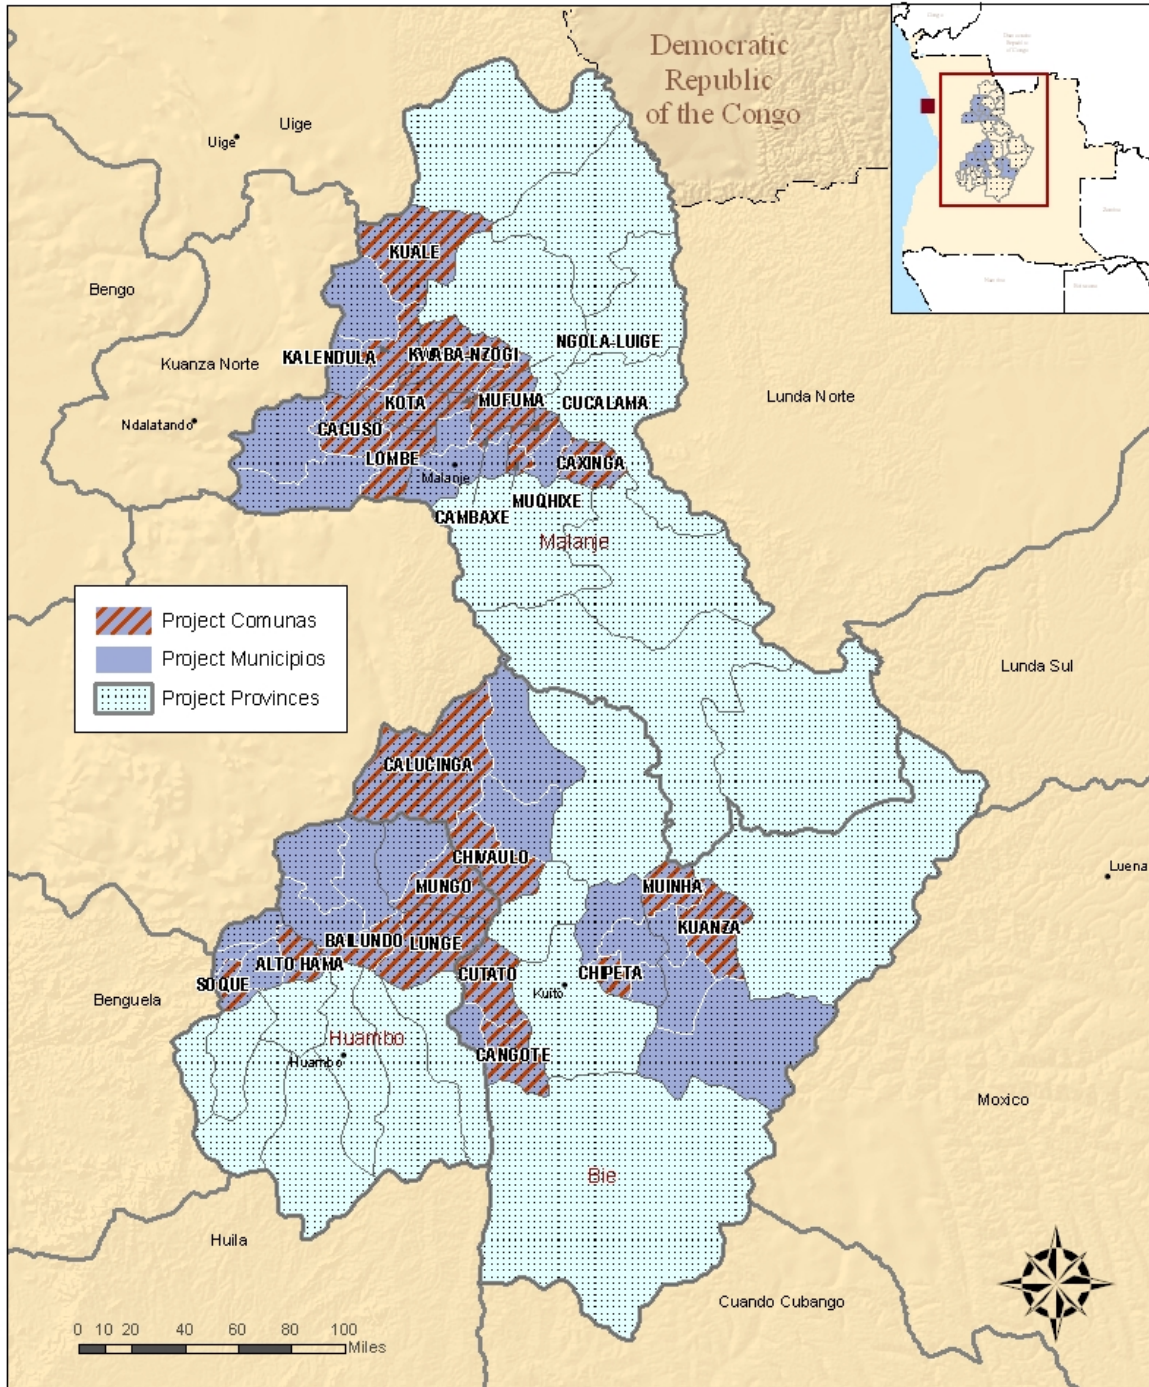 Democratic
Republic
of the Congo
Uige
Uige
Bengo
Kuanza Norte
Ndalatando
KUALE
KALENDULA
KWABA-NZOGI
NGOLA-LUIGE
KOTA
MUFUMA
CUCALAMA
CACUSO
LOMBE
Malanje
CAXINGA
MUQHIXE
CAMBAXE
Malanje
Lunda Norte
Lunda Sul
Project Comunas
Project Municipios
Project Provinces
CALUCINGA
CHIVAULO
MUNGO
MUINHA
KUANZA
BAILUNDO
LUNGE
ALTO HAMA
SOQUE
CUTATO
CHIPETA
Kuito
CANGOTE
Luena
Benguela
Huambo
Huambo
Moxico
Bie
Huila
Cuando Cubango
0 10 20 40 60 80 100
Miles